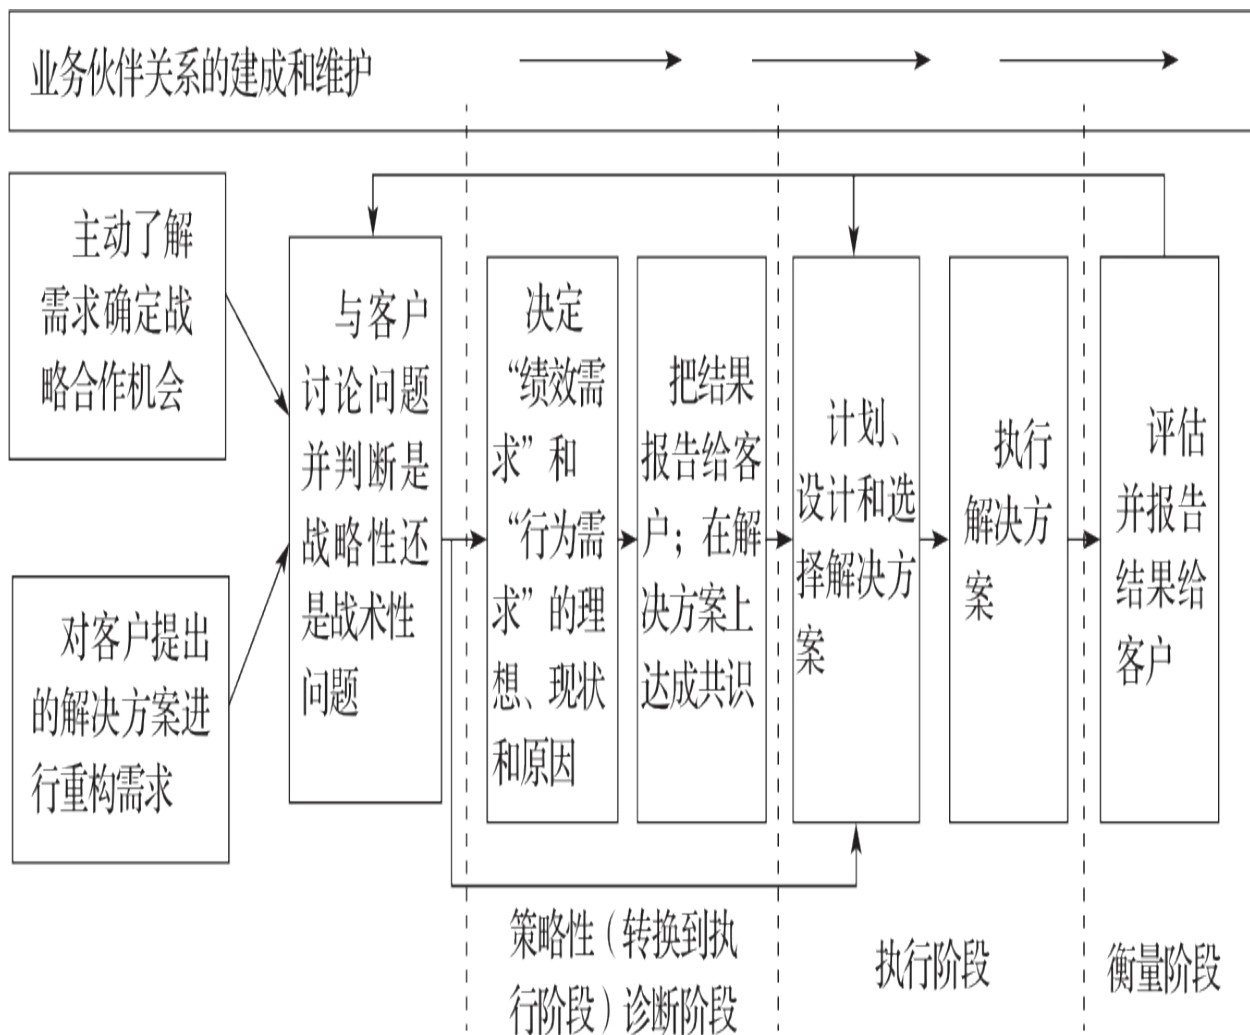 业务伙伴关系的建成和维护
主动了解
需求确定战
略合作机会
对客户提出
的解决方案进
行重构需求
与客户
讨论问题
并判断是
战略性还
是战术性
问题
决定
“绩效需
求”和
“行为需
求”的理
想、现状
和原因
把结果
报告给客
户；在解
决方案上
达成共识
计划、
设计和选
择解决方
案
执行
解决方
案
评估
并报告
结果给
客户
策略性（转换到执
行阶段）诊断阶段
执行阶段
衡量阶段